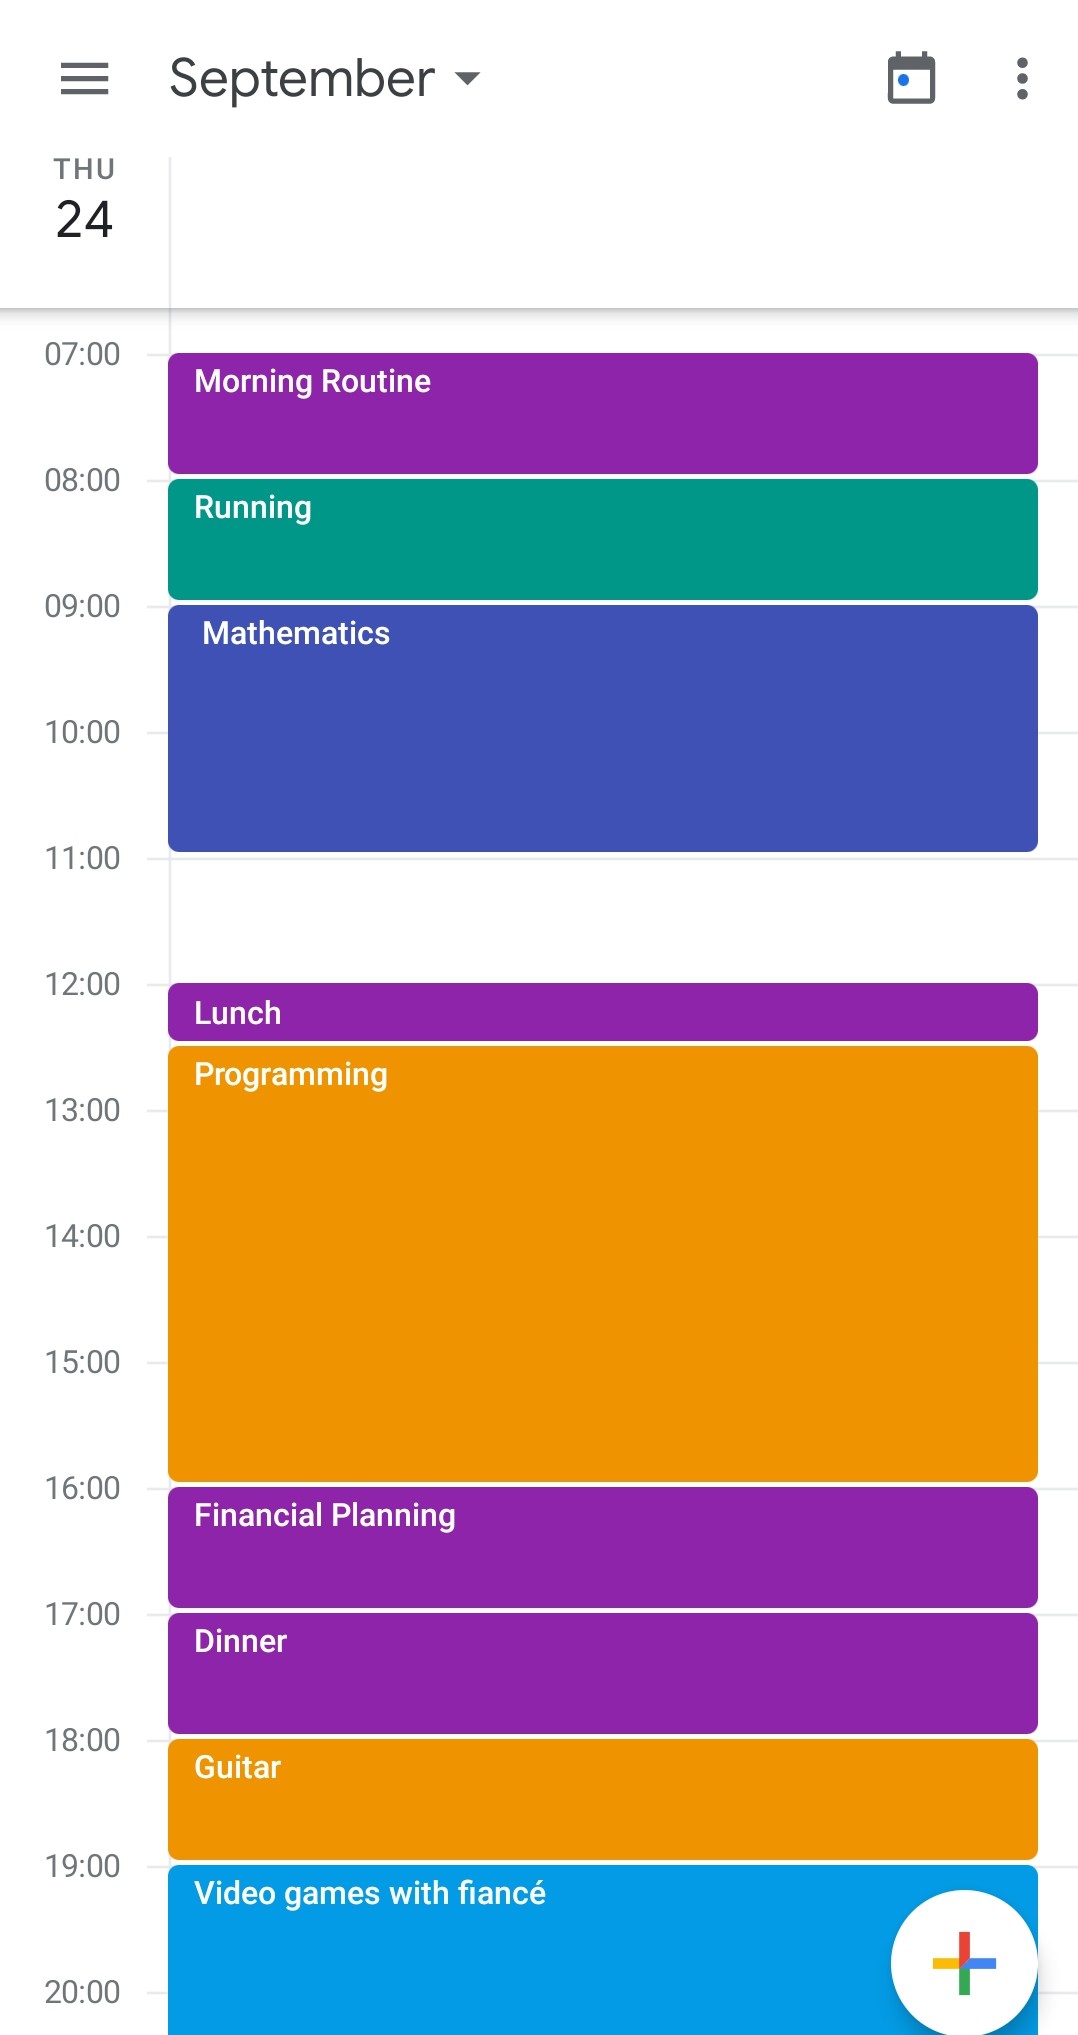 September
THU
24
07:00
Morning Routine
08:00
Running
09:00
Mathematics
10:00
11:00
12:00
Lunch
Programming
13:00
14:00
15:00
16:00
Financial Planning
17:00
Dinner
18:00
Guitar
19:00
Video games with fiancé
20:00